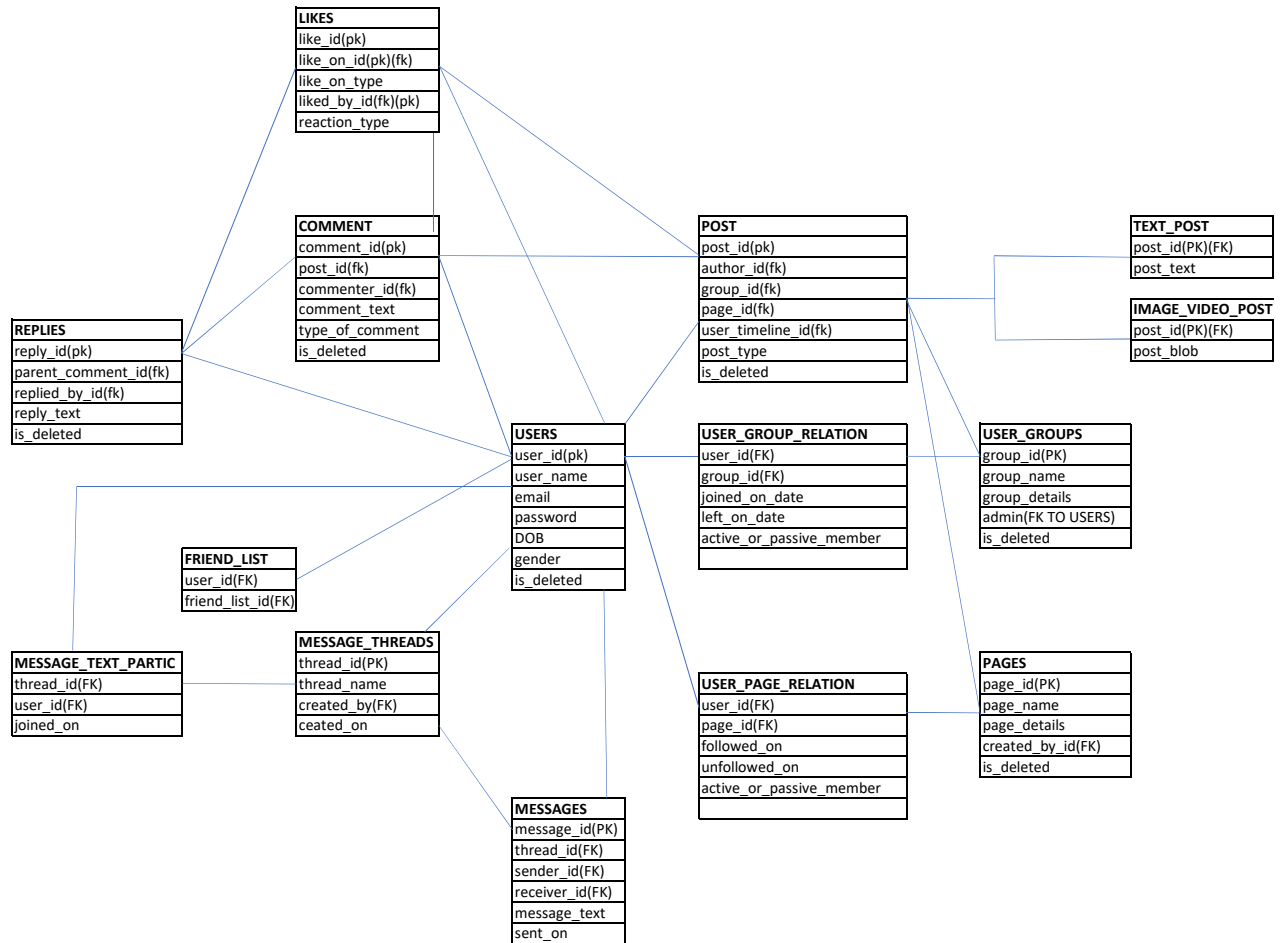 LIKES
like_id(pk)
like_on_id(pk)(fk)
like_on_type
liked_by_id(fk)(pk)
reaction_type
COMMENT
comment_id(pk)
post_id(fk)
commenter_id(fk)
comment_text
type_of_comment
is_deleted
POST
post_id(pk)
author_id(fk)
group_id(fk)
page_id(fk)
user_timeline_id(fk)
post_type
is_deleted
TEXT_POST
post_id(PK)(FK)
post_text
IMAGE_VIDEO_POST
post_id(PK)(FK)
post_blob
REPLIES
reply_id(pk)
parent_comment_id(fk)
replied_by_id(fk)
reply_text
is_deleted
USERS
user_id(pk)
user_name
email
password
DOB
gender
is_deleted
USER_GROUP_RELATION
user_id(FK)
group_id(FK)
joined_on_date
left_on_date
active_or_passive_member
USER_GROUPS
group_id(PK)
group_name
group_details
admin(FK TO USERS)
is_deleted
FRIEND_LIST
user_id(FK)
friend_list_id(FK)
MESSAGE_TEXT_PARTIC
thread_id(FK)
user_id(FK)
joined_on
MESSAGE_THREADS
thread_id(PK)
thread_name
created_by(FK)
ceated_on
USER_PAGE_RELATION
user_id(FK)
page_id(FK)
followed_on
unfollowed_on
active_or_passive_member
PAGES
page_id(PK)
page_name
page_details
created_by_id(FK)
is_deleted
MESSAGES
message_id(PK)
thread_id(FK)
sender_id(FK)
receiver_id(FK)
message_text
sent_on